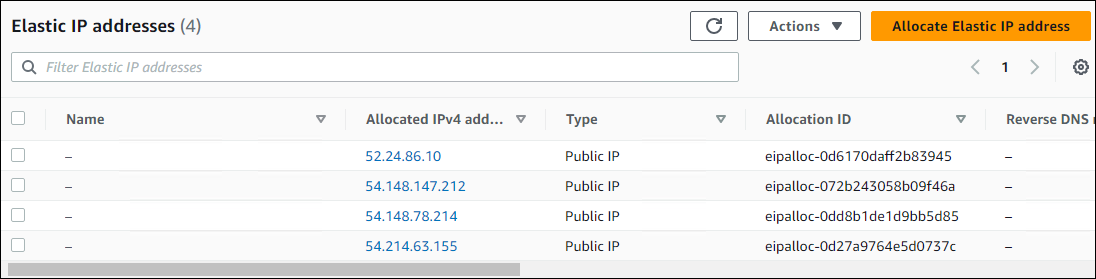 Elastic IP addresses (4)
Actions
Allocate Elastic IP address
Filter Elastic IP addresses
1
Name Allocated IPv4 add... Type Allocation ID Reverse DNS
– 52.24.86.10 Public IP eipalloc-0d6170daff2b83945 –
– 54.148.147.212 Public IP eipalloc-072b243058b09f46a –
– 54.148.78.214 Public IP eipalloc-0dd8b1de1d9bb5d85 –
– 54.214.63.155 Public IP eipalloc-0d27a9764e5d0737c –